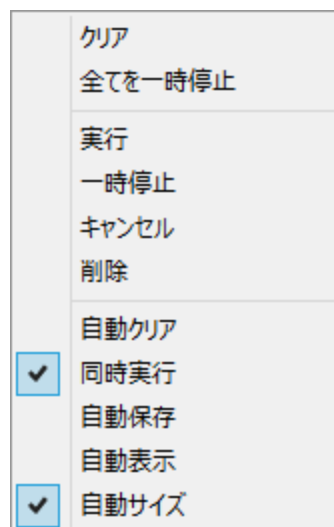 クリア
全てを一時停止
実行
一時停止
キャンセル
削除
自動クリア
同時実行
自動保存
自動表示
自動サイズ